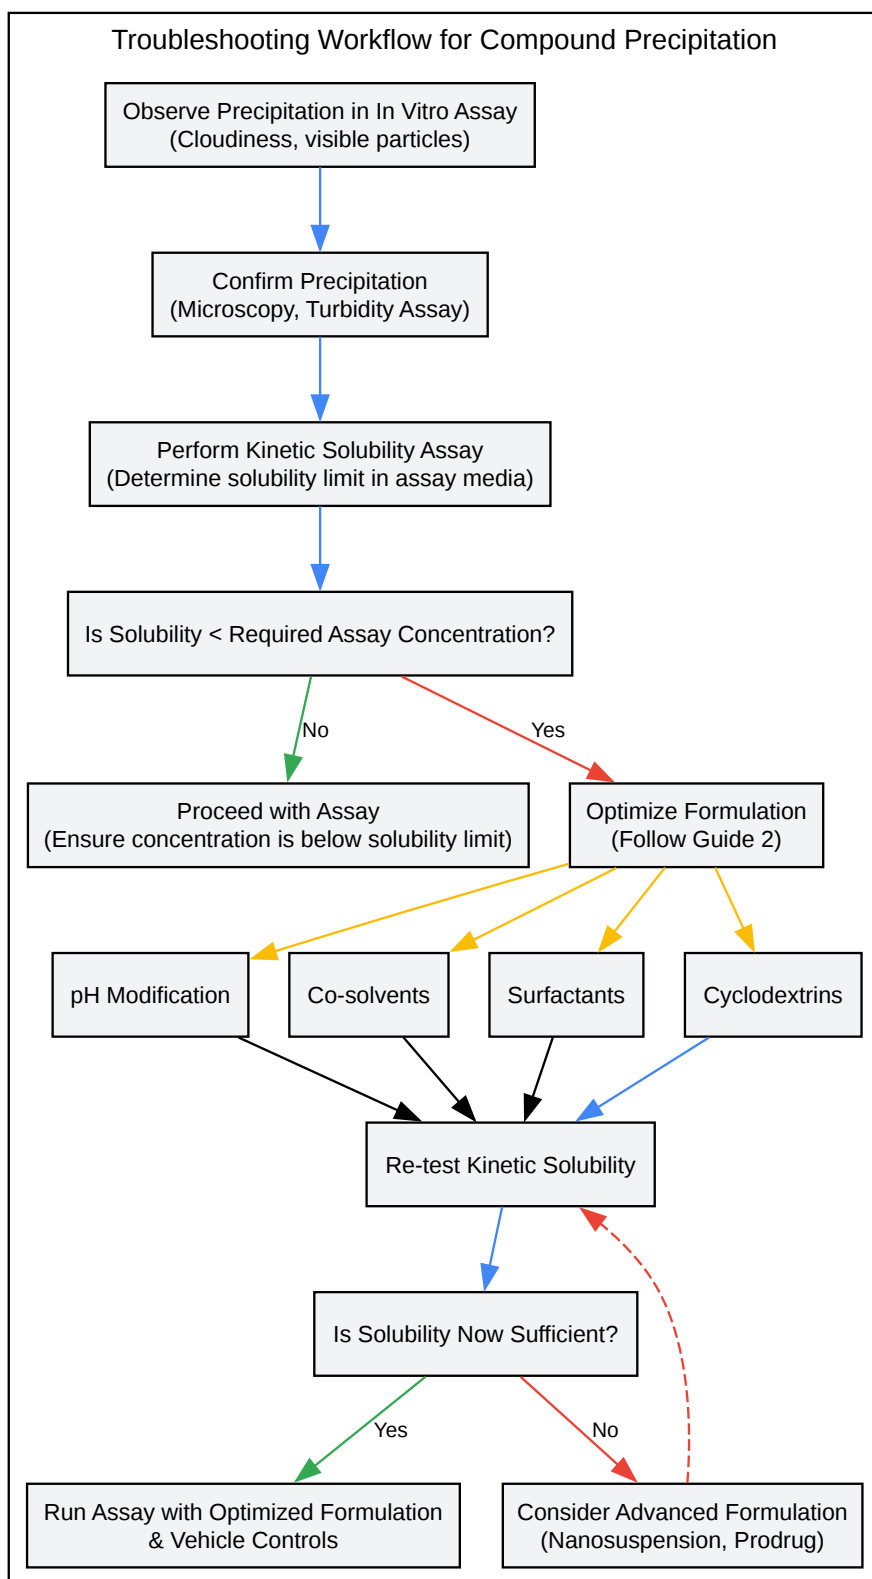 Troubleshooting Workflow for Compound Precipitation
Observe Precipitation in In Vitro Assay
(Cloudiness, visible particles)
Confirm Precipitation
(Microscopy, Turbidity Assay)
Perform Kinetic Solubility Assay
(Determine solubility limit in assay media)
Is Solubility < Required Assay Concentration?
No
Yes
Proceed with Assay
(Ensure concentration is below solubility limit)
Optimize Formulation
(Follow Guide 2)
pH Modification
Co-solvents
Surfactants
Cyclodextrins
Re-test Kinetic Solubility
Is Solubility Now Sufficient?
Yes
No
Run Assay with Optimized Formulation
& Vehicle Controls
Consider Advanced Formulation
(Nanosuspension, Prodrug)